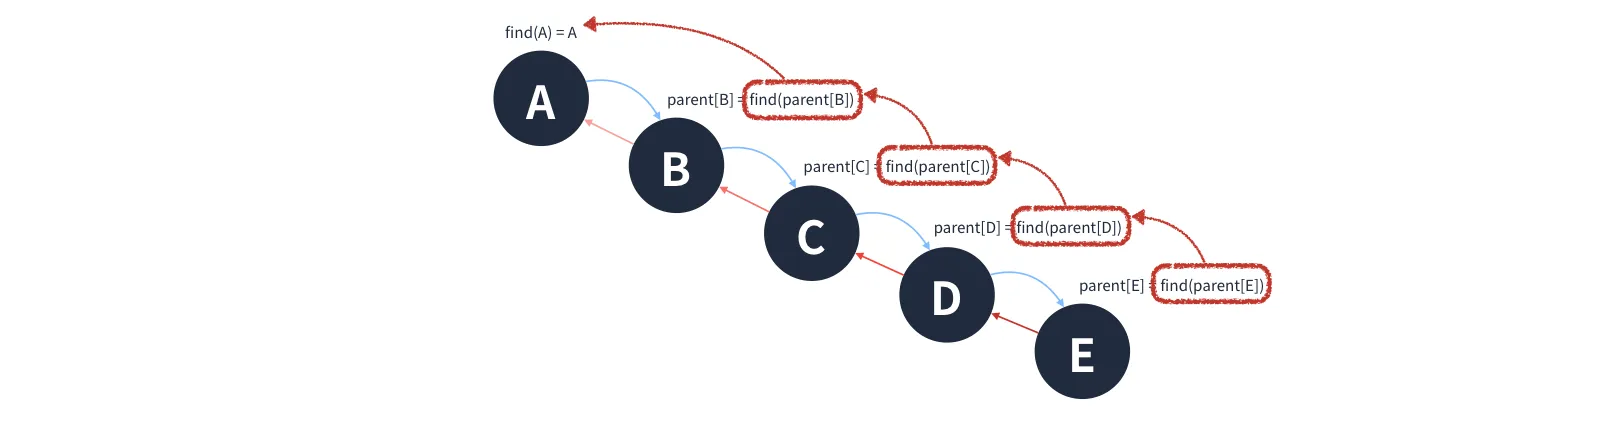 find(A) = A
A
parent[B] = find(parent[B])
B
parent[C] = find(parent[C])
C
parent[D] = find(parent[D])
D
parent[E] = find(parent[E])
E